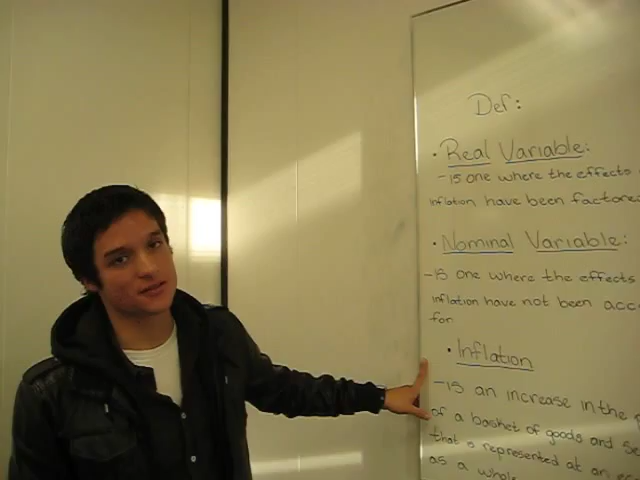 Def:
• Real Variable:
- is one where the effects
inflation have been factored
• Nominal Variable:
- is one where the effects
inflation have not been acc
for
• Inflation
- is an increase in the
of a basket of goods and se
that is represented at an
as a whole